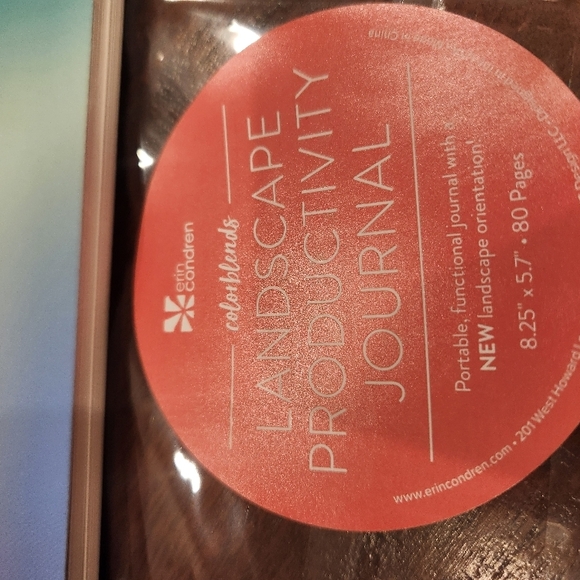 erin
condren
colorblends
LANDSCAPE
PRODUCTIVITY
JOURNAL
Portable, functional journal with a
NEW landscape orientation!
8.25" x 5.7" • 80 Pages
www.erincondren.com • 201 West Howard
China